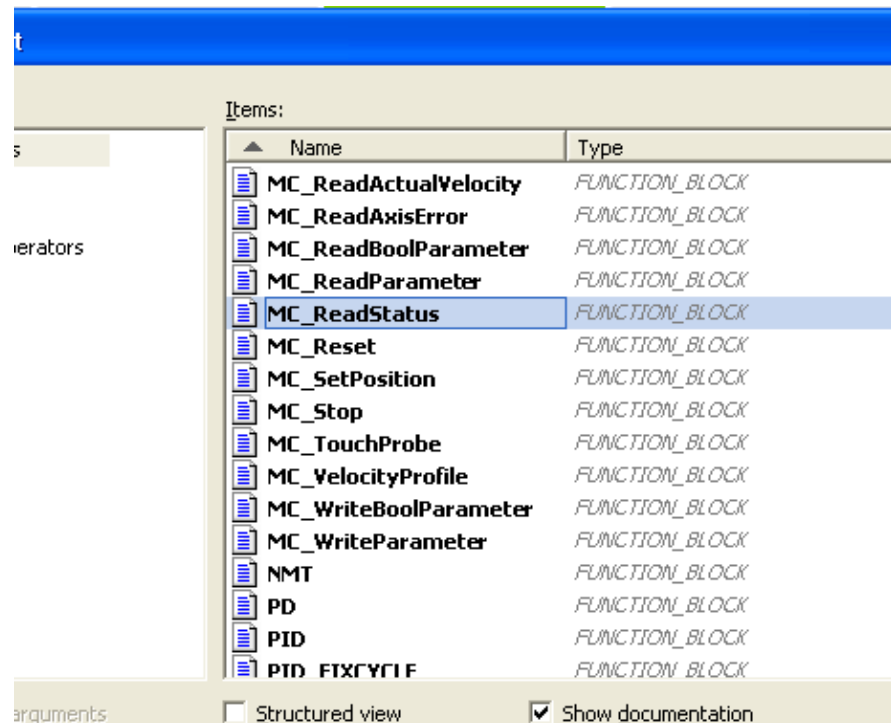 t
Items:
s
Name Type
MC_ReadActualVelocity FUNCTION_BLOCK
MC_ReadAxisError FUNCTION_BLOCK
erators MC_ReadBoolParameter FUNCTION_BLOCK
MC_ReadParameter FUNCTION_BLOCK
MC_ReadStatus FUNCTION_BLOCK
MC_Reset FUNCTION_BLOCK
MC_SetPosition FUNCTION_BLOCK
MC_Stop FUNCTION_BLOCK
MC_TouchProbe FUNCTION_BLOCK
MC_VelocityProfile FUNCTION_BLOCK
MC_WriteBoolParameter FUNCTION_BLOCK
MC_WriteParameter FUNCTION_BLOCK
NMT FUNCTION_BLOCK
PD FUNCTION_BLOCK
PID FUNCTION_BLOCK
PID_FIXCYCLE FUNCTION_BLOCK
arguments Structured view Show documentation